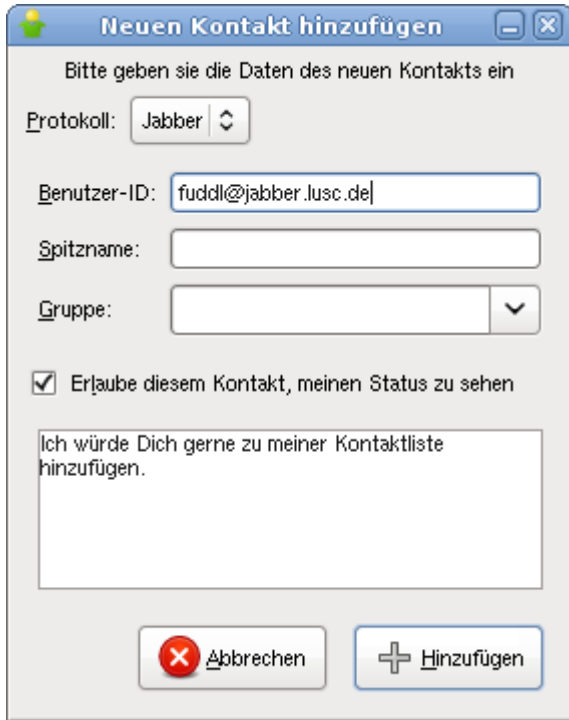 Neuen Kontakt hinzufügen
Bitte geben sie die Daten des neuen Kontakts ein
Protokoll: Jabber
Benutzer-ID: fuddl@jabber.lusc.de
Spitzname:
Gruppe:
Erlaube diesem Kontakt, meinen Status zu sehen
Ich würde Dich gerne zu meiner Kontaktliste
hinzufügen.
Abbrechen Hinzufügen